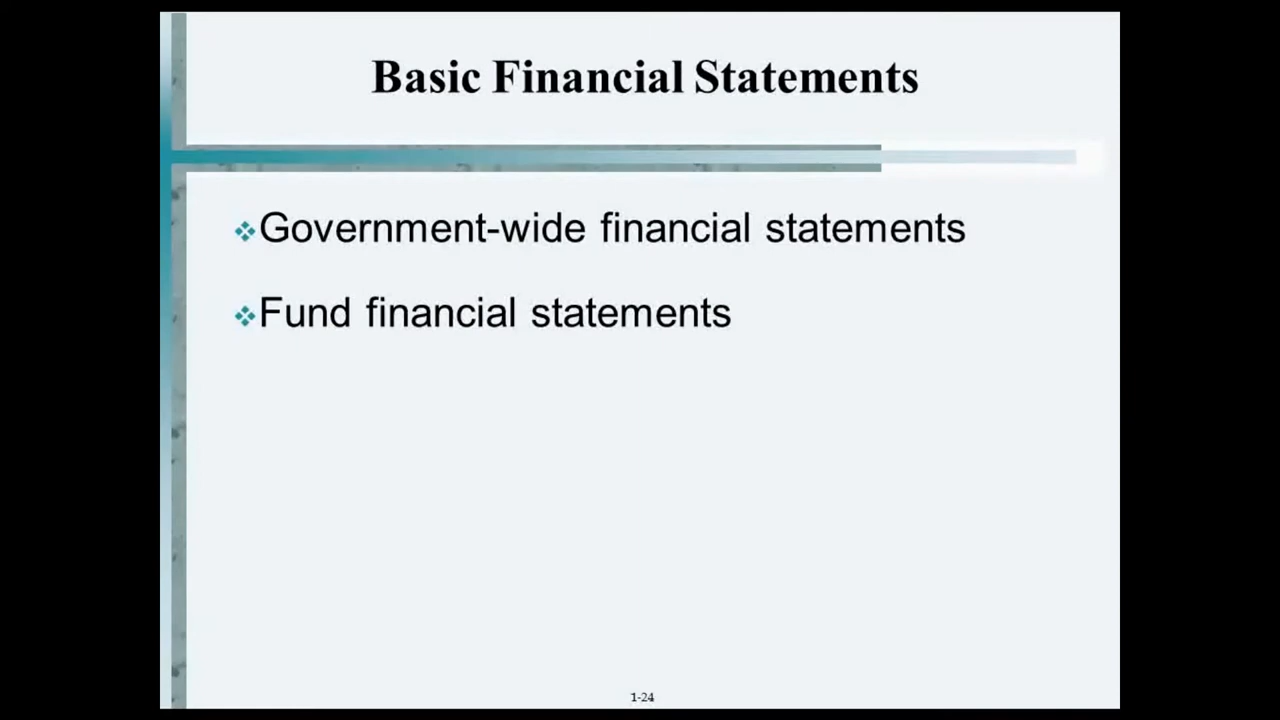 Basic Financial Statements
Government-wide financial statements
Fund financial statements
1-24